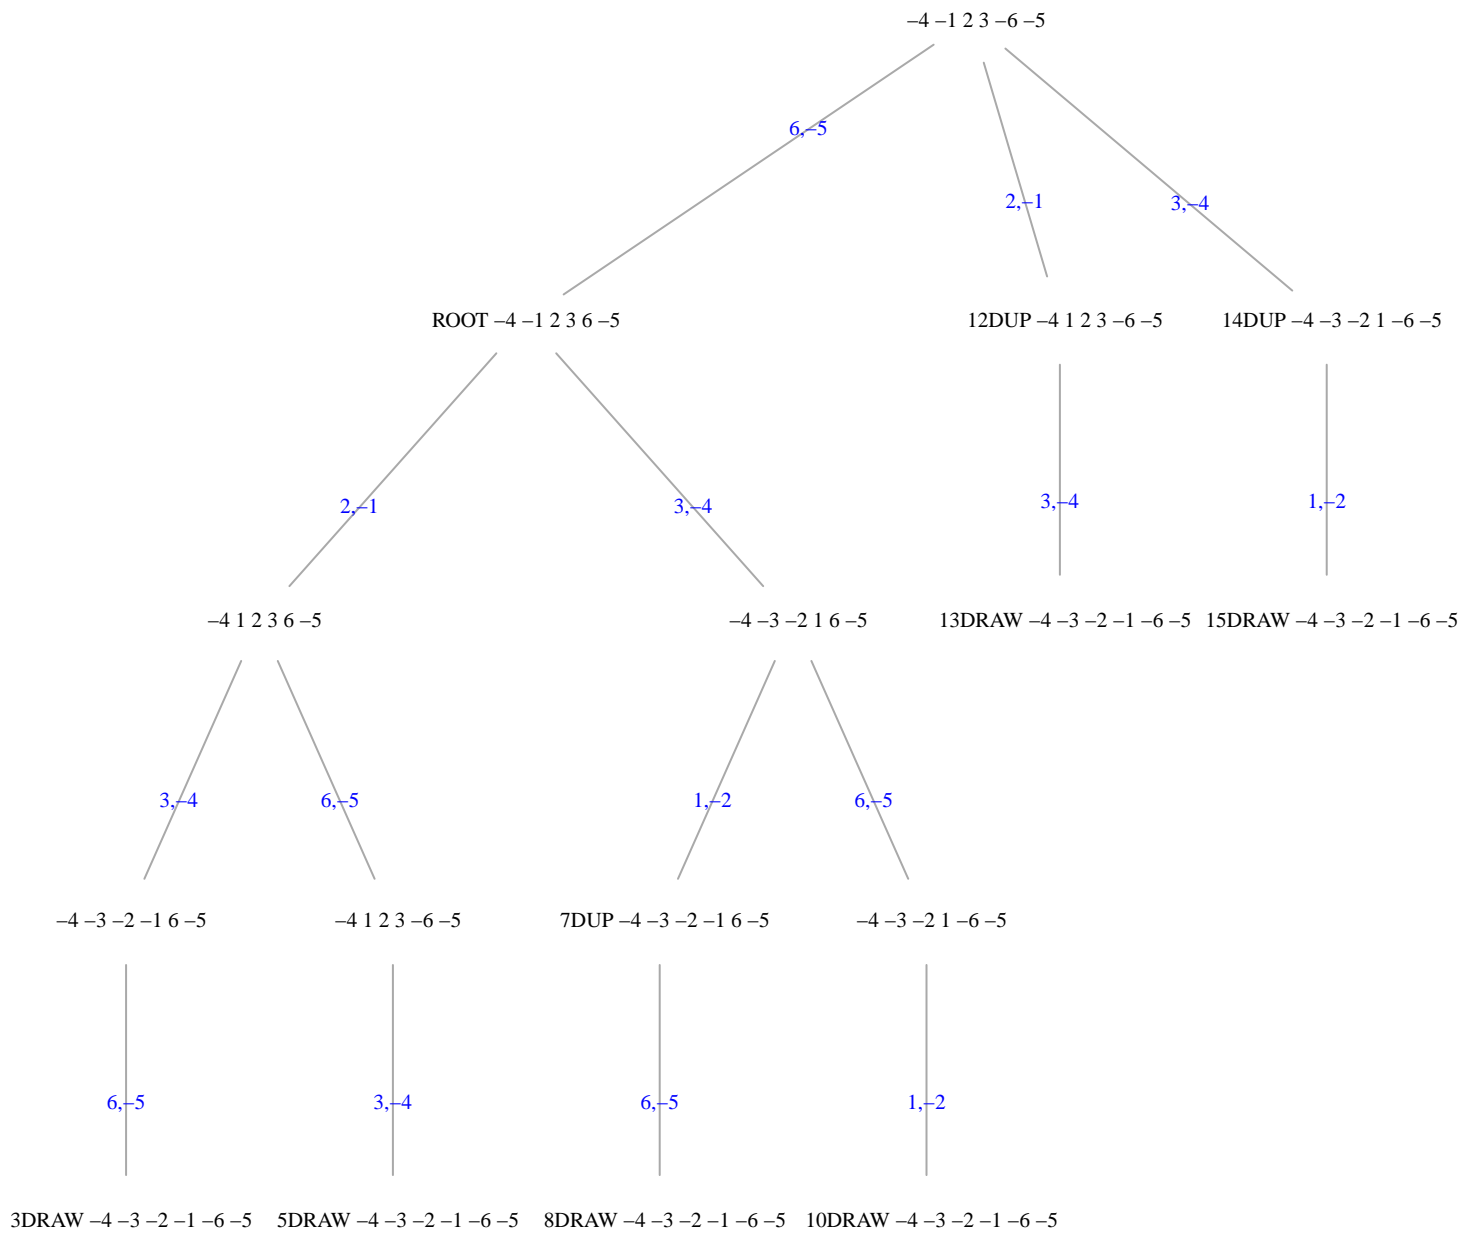 –4 –1 2 3 –6 –5
6,–5
2,–1
3,–4
ROOT –4 –1 2 3 6 –5
12DUP –4 1 2 3 –6 –5
14DUP –4 –3 –2 1 –6 –5
2,–1
3,–4
3,–4
1,–2
–4 1 2 3 6 –5
–4 –3 –2 1 6 –5
13DRAW –4 –3 –2 –1 –6 –5
15DRAW –4 –3 –2 –1 –6 –5
3,–4
6,–5
1,–2
6,–5
–4 –3 –2 –1 6 –5
–4 1 2 3 –6 –5
7DUP –4 –3 –2 –1 6 –5
–4 –3 –2 1 –6 –5
6,–5
3,–4
6,–5
1,–2
3DRAW –4 –3 –2 –1 –6 –5
5DRAW –4 –3 –2 –1 –6 –5
8DRAW –4 –3 –2 –1 –6 –5
10DRAW –4 –3 –2 –1 –6 –5